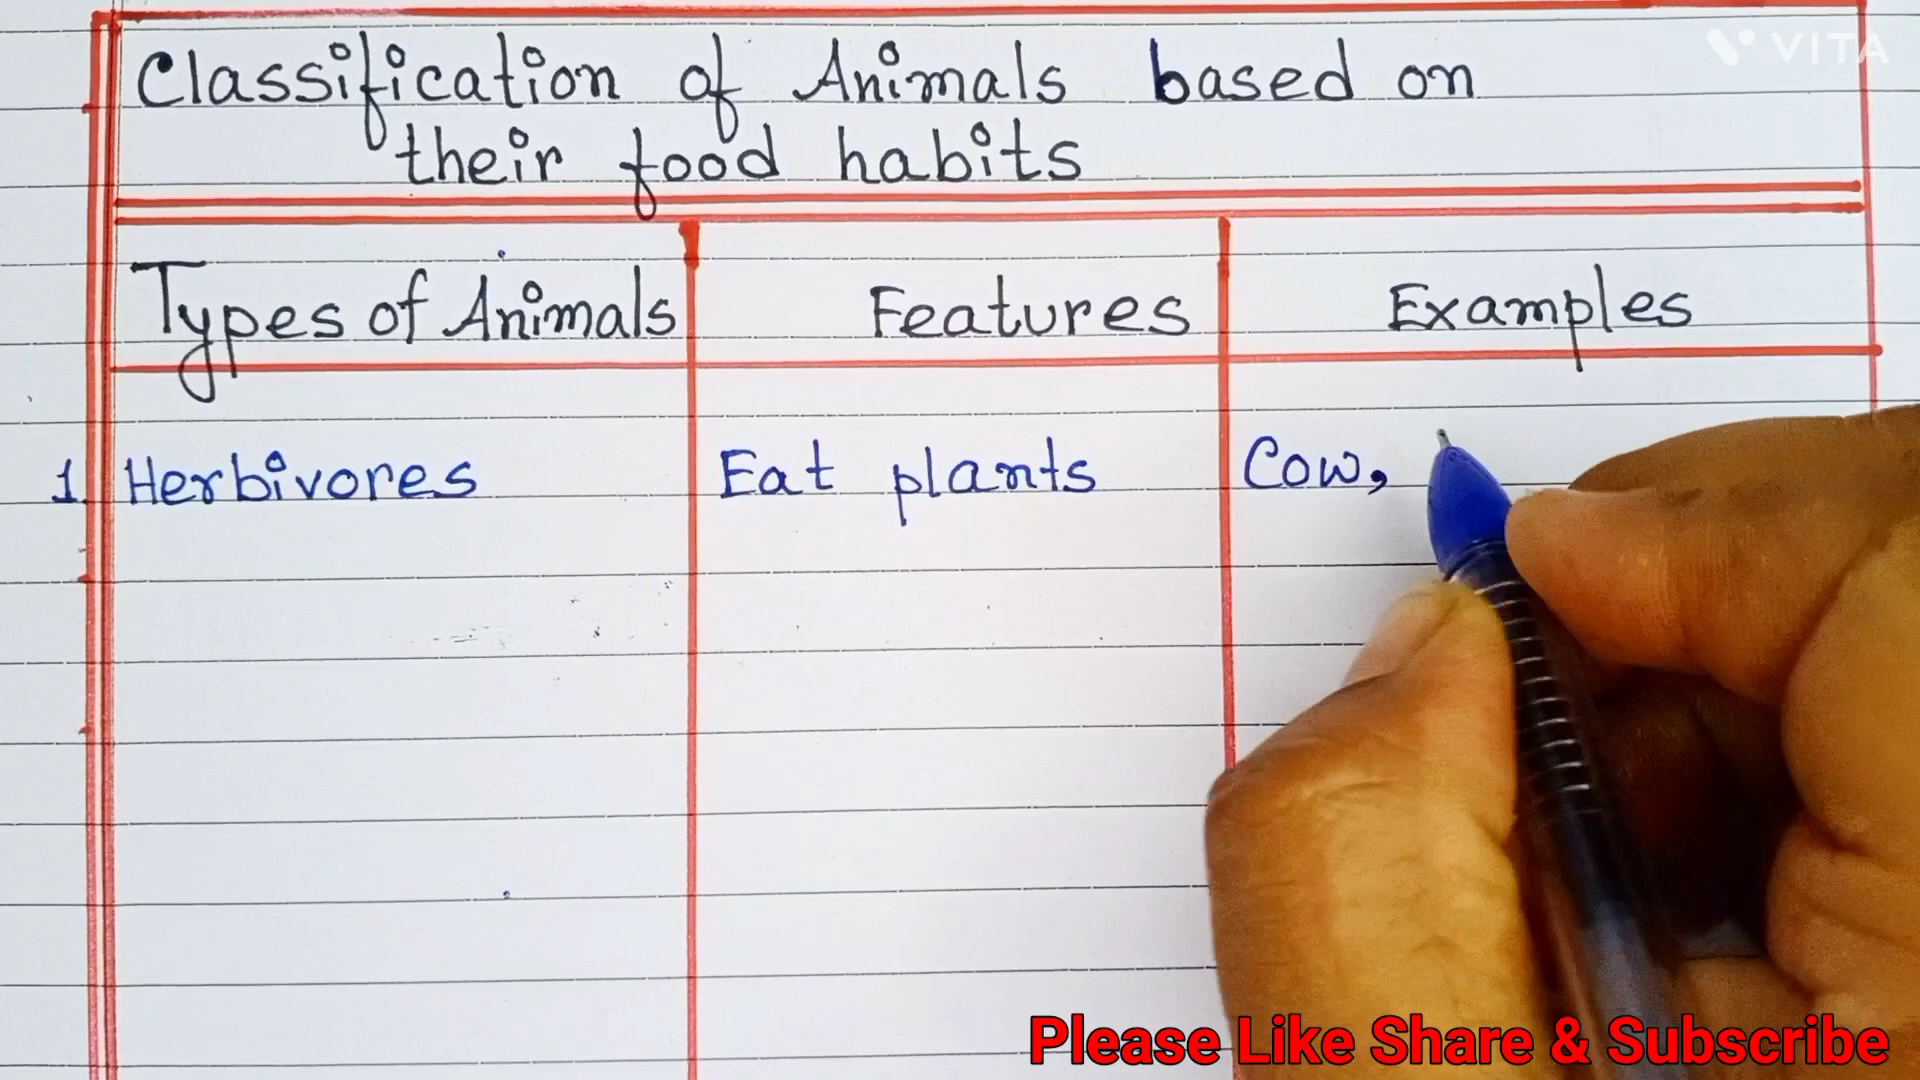 VITA
Classification of Animals based on
their food habits
Types of Animals Features Examples
1. Herbivores Eat plants Cow,
Please Like Share & Subscribe